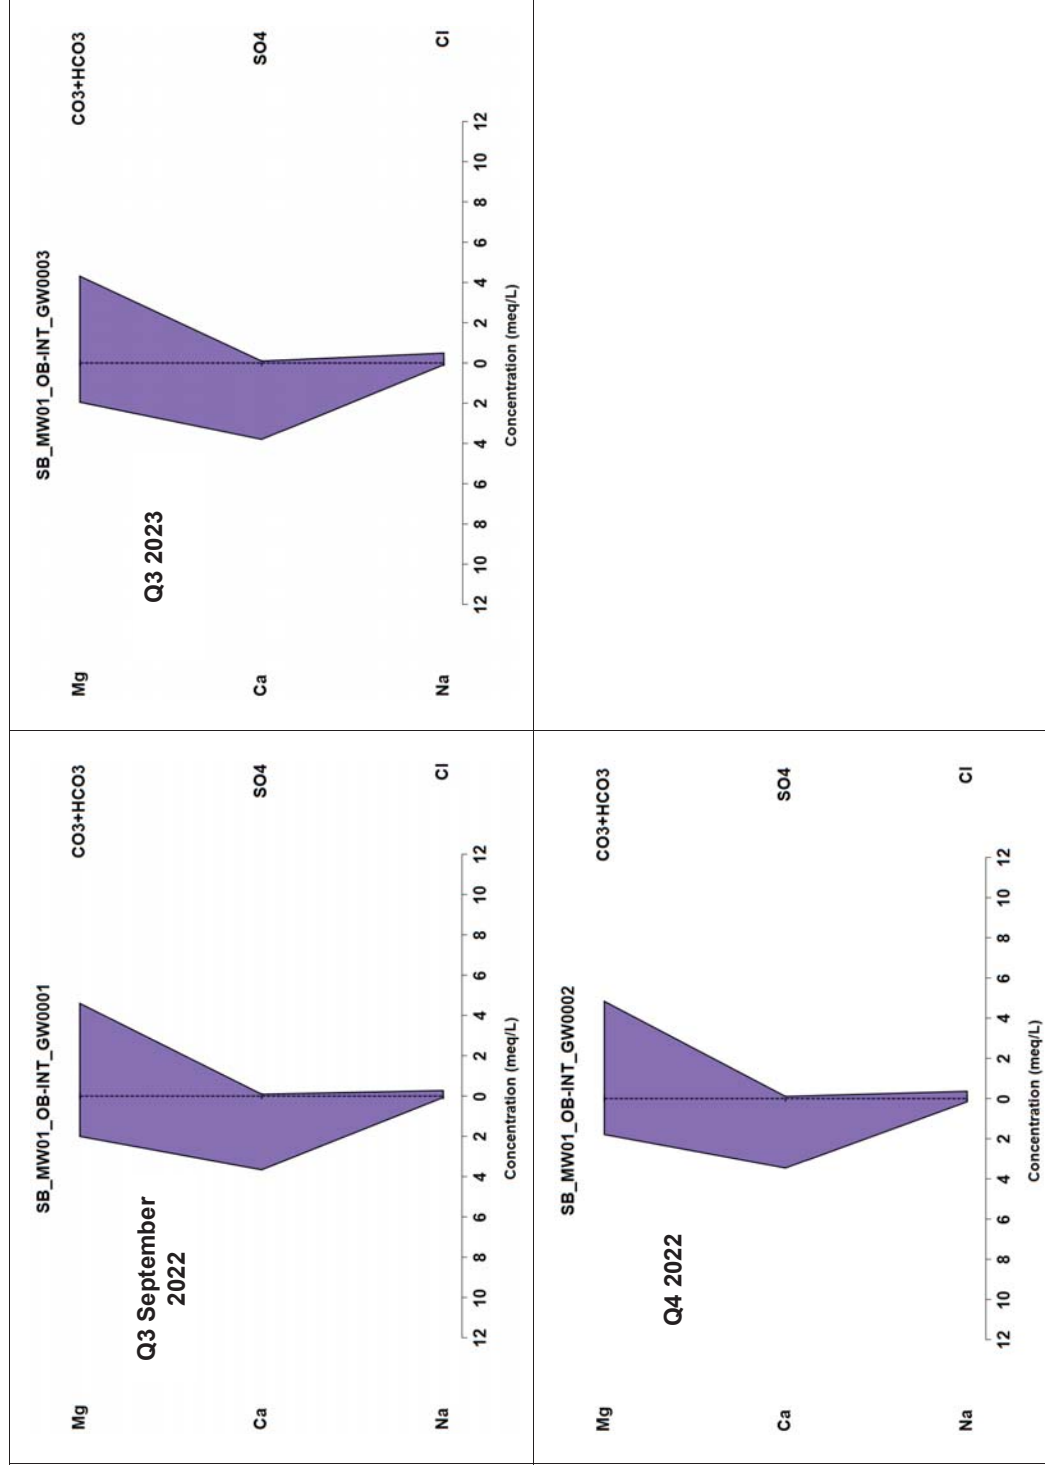 SB_MW01_OB-INT_GW0001
Mg
CO3+HCO3
Q3 September
2022
Ca
SO4
Na
Cl
12 10 8 6 4 2 0 2 4 6 8 10 12
Concentration (meq/L)
SB_MW01_OB-INT_GW0003
Mg
CO3+HCO3
Q3 2023
Ca
SO4
Na
Cl
12 10 8 6 4 2 0 2 4 6 8 10 12
Concentration (meq/L)
SB_MW01_OB-INT_GW0002
Mg
CO3+HCO3
Q4 2022
Ca
SO4
Na
Cl
12 10 8 6 4 2 0 2 4 6 8 10 12
Concentration (meq/L)